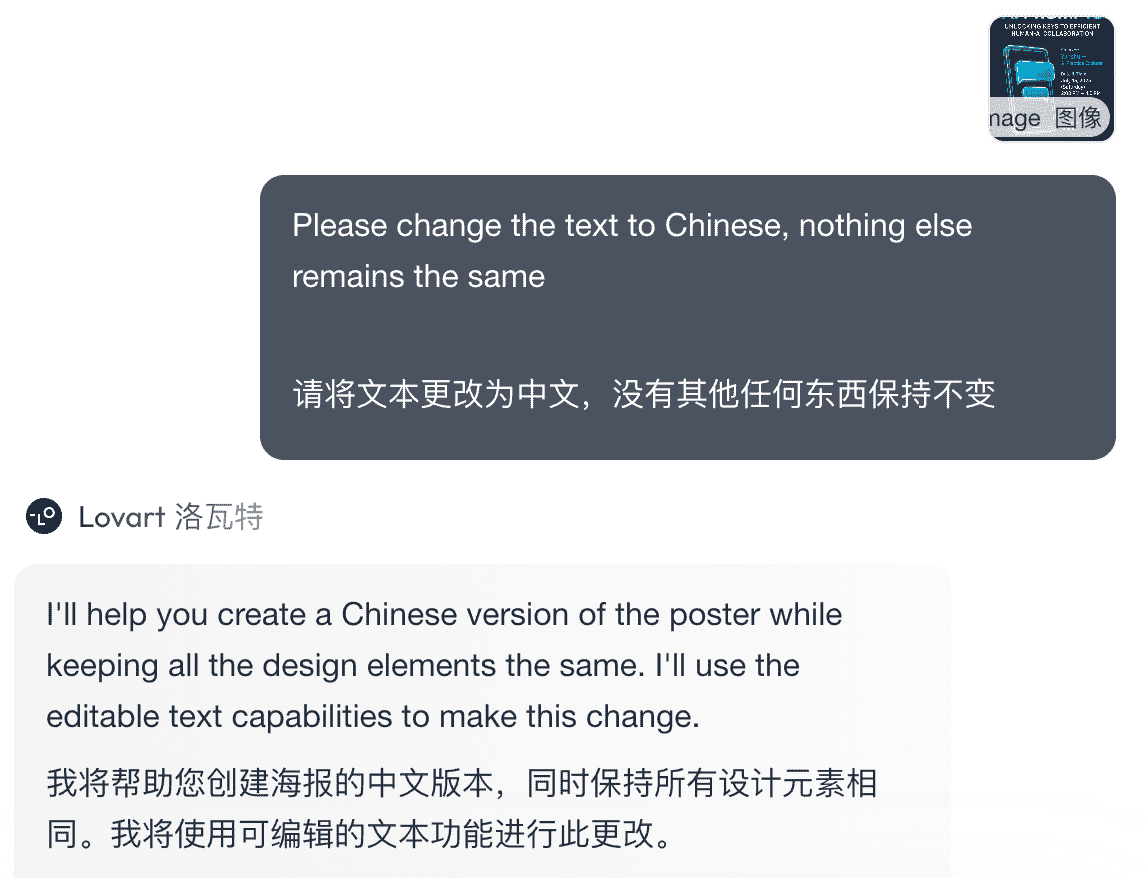 UNLOCKING KEYS TO EFFICIENT
HUMAN-AI COLLABORATION
mage 图像
Please change the text to Chinese, nothing else
remains the same
请将文本更改为中文，没有其他任何东西保持不变
Lovart 洛瓦特
I'll help you create a Chinese version of the poster while
keeping all the design elements the same. I'll use the
editable text capabilities to make this change.
我将帮助您创建海报的中文版本，同时保持所有设计元素相
同。我将使用可编辑的文本功能进行此更改。